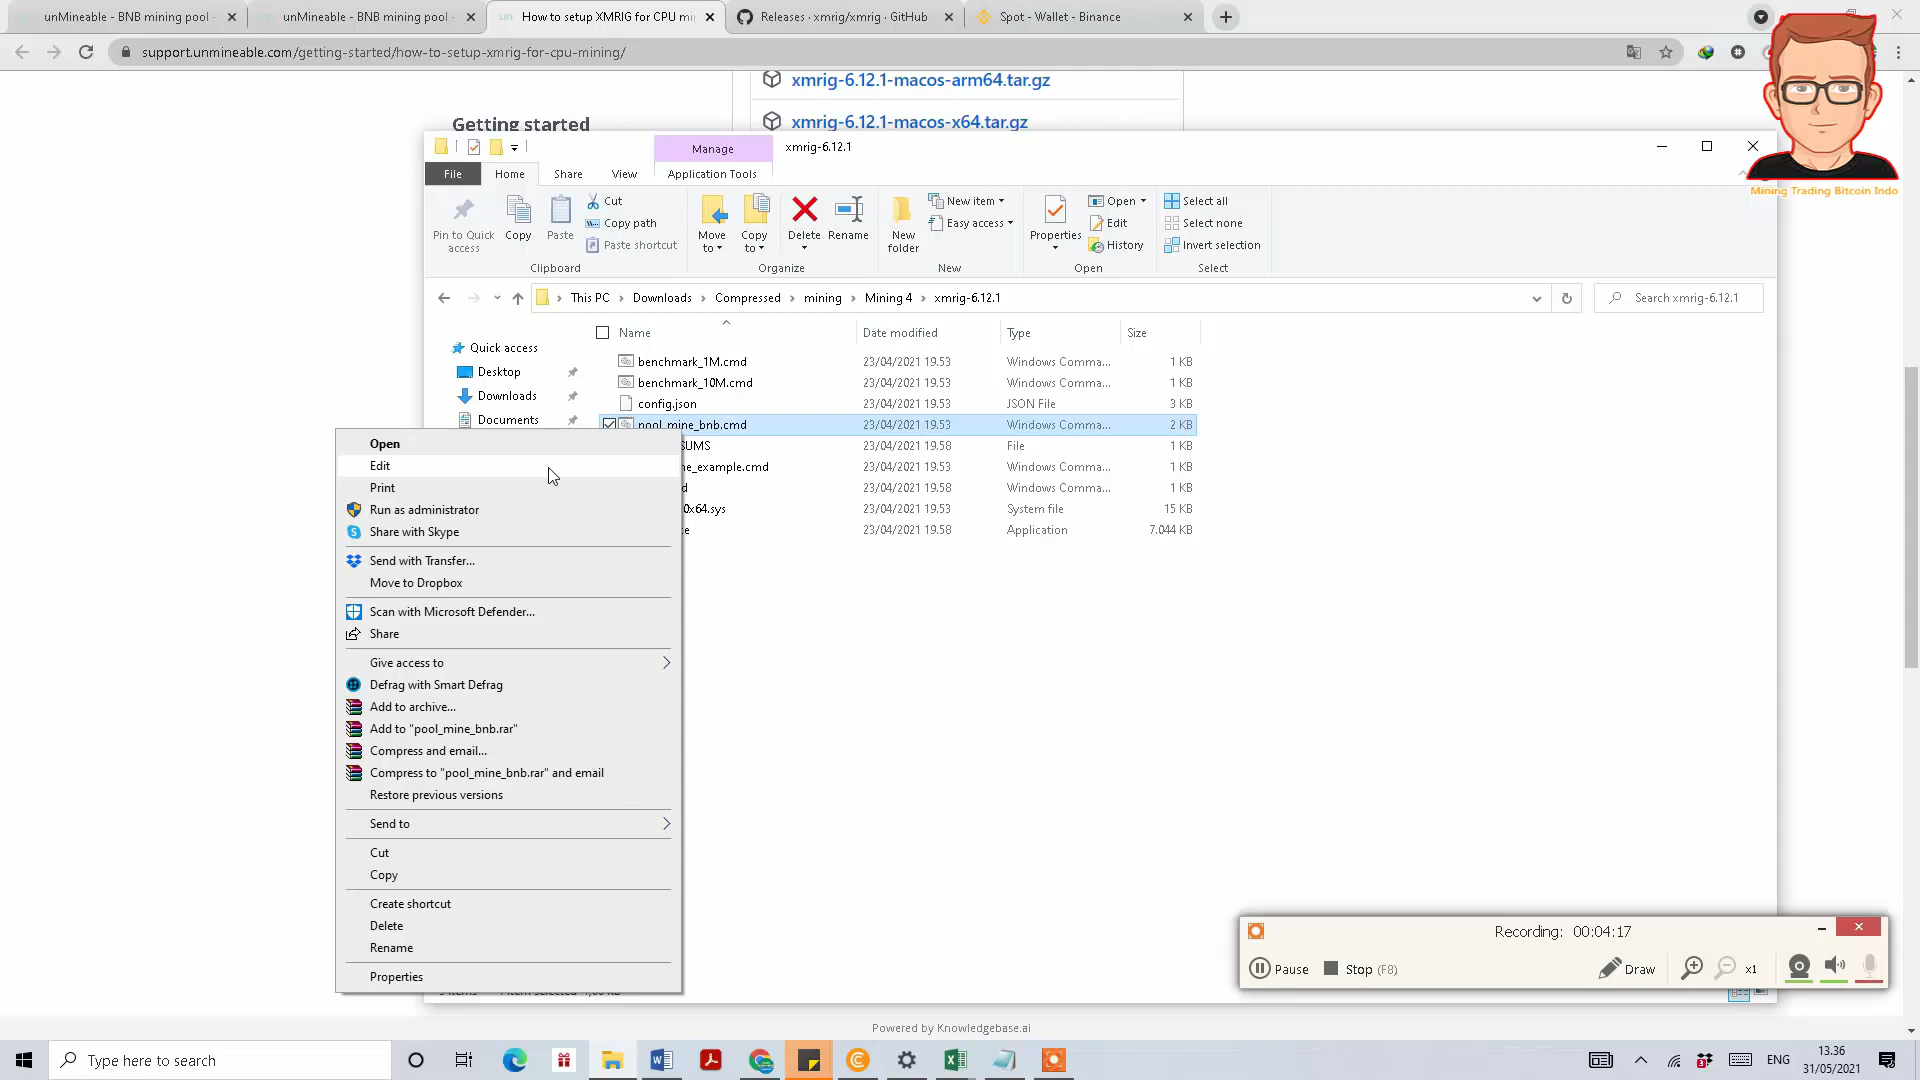 unMineable - BNB mining pool -
unMineable - BNB mining pool -
How to setup XMRIG for CPU mi
Releases · xmrig/xmrig · GitHub
Spot - Wallet - Binance
support.unmineable.com/getting-started/how-to-setup-xmrig-for-cpu-mining/
Mining Trading Bitcoin Indo
xmrig-6.12.1-macos-arm64.tar.gz
xmrig-6.12.1-macos-x64.tar.gz
Getting started
Manage
xmrig-6.12.1
File
Home
Share
View
Application Tools
Pin to Quick access
Copy
Paste
Cut
Copy path
Paste shortcut
Move to
Copy to
Delete
Rename
New folder
New item
Easy access
Properties
Open
Edit
History
Select all
Select none
Invert selection
Clipboard
Organize
New
Open
Select
This PC
Downloads
Compressed
mining
Mining 4
xmrig-6.12.1
Search xmrig-6.12.1
Name
Date modified
Type
Size
Quick access
Desktop
Downloads
Documents
benchmark_1M.cmd 23/04/2021 19.53 Windows Comma... 1 KB
benchmark_10M.cmd 23/04/2021 19.53 Windows Comma... 1 KB
config.json 23/04/2021 19.53 JSON File 3 KB
pool_mine_bnb.cmd 23/04/2021 19.53 Windows Comma... 2 KB
SUMS 23/04/2021 19.58 File 1 KB
ne_example.cmd 23/04/2021 19.53 Windows Comma... 1 KB
d 23/04/2021 19.58 Windows Comma... 1 KB
0x64.sys 23/04/2021 19.53 System file 15 KB
te 23/04/2021 19.58 Application 7.044 KB
Open
Edit
Print
Run as administrator
Share with Skype
Send with Transfer...
Move to Dropbox
Scan with Microsoft Defender...
Share
Give access to
Defrag with Smart Defrag
Add to archive...
Add to "pool_mine_bnb.rar"
Compress and email...
Compress to "pool_mine_bnb.rar" and email
Restore previous versions
Send to
Cut
Copy
Create shortcut
Delete
Rename
Properties
Recording: 00:04:17
Pause
Stop (F8)
Draw
x1
Powered by Knowledgebase.ai
Type here to search
ENG
13.36
31/05/2021